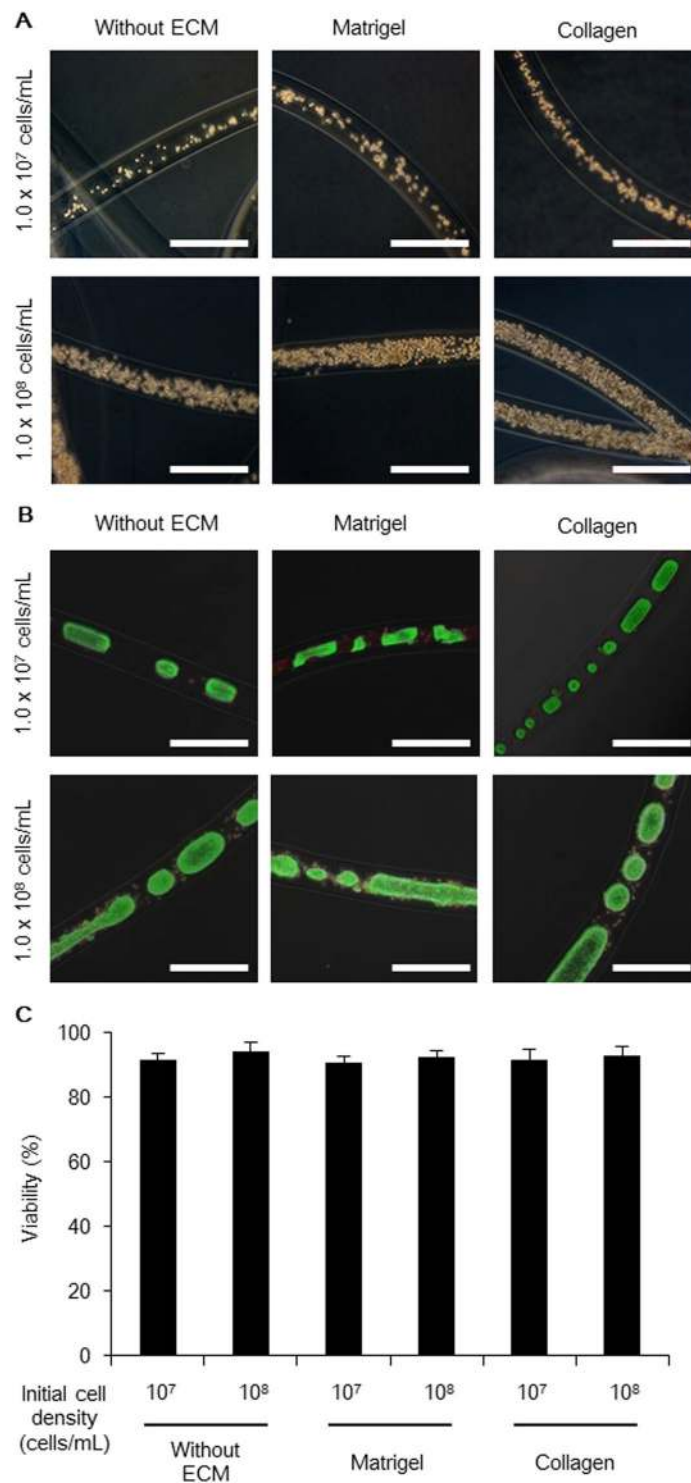 A
Without ECM Matrigel Collagen
1.0 x 10⁷ cells/mL
1.0 x 10⁸ cells/mL
B
Without ECM Matrigel Collagen
1.0 x 10⁷ cells/mL
1.0 x 10⁸ cells/mL
C
Viability (%)
100
80
60
40
20
0
Initial cell density (cells/mL)
10⁷ 10⁸ 10⁷ 10⁸ 10⁷ 10⁸
Without ECM
Matrigel
Collagen